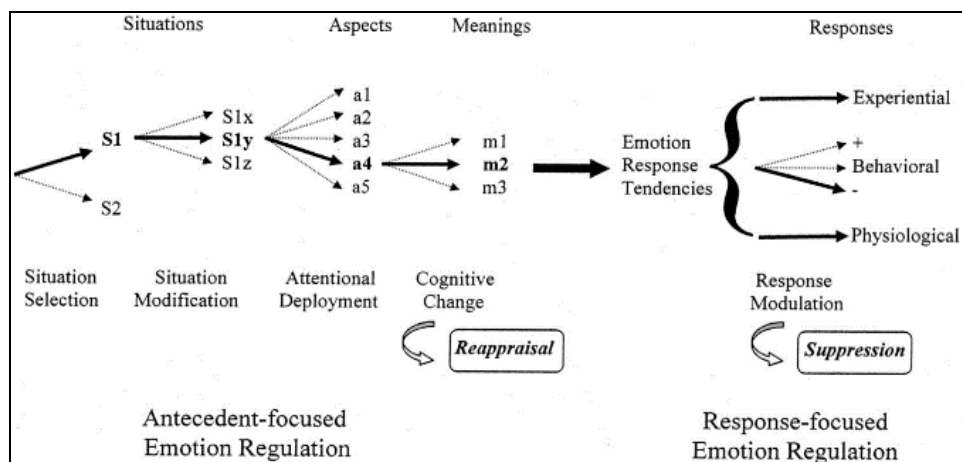 Situations
Aspects
Meanings
Responses
S1
S2
S1x
S1y
S1z
a1
a2
a3
a4
a5
m1
m2
m3
Emotion
Response
Tendencies
Experiential
+
Behavioral
-
Physiological
Situation
Selection
Situation
Modification
Attentional
Deployment
Cognitive
Change
Reappraisal
Response
Modulation
Suppression
Antecedent-focused
Emotion Regulation
Response-focused
Emotion Regulation